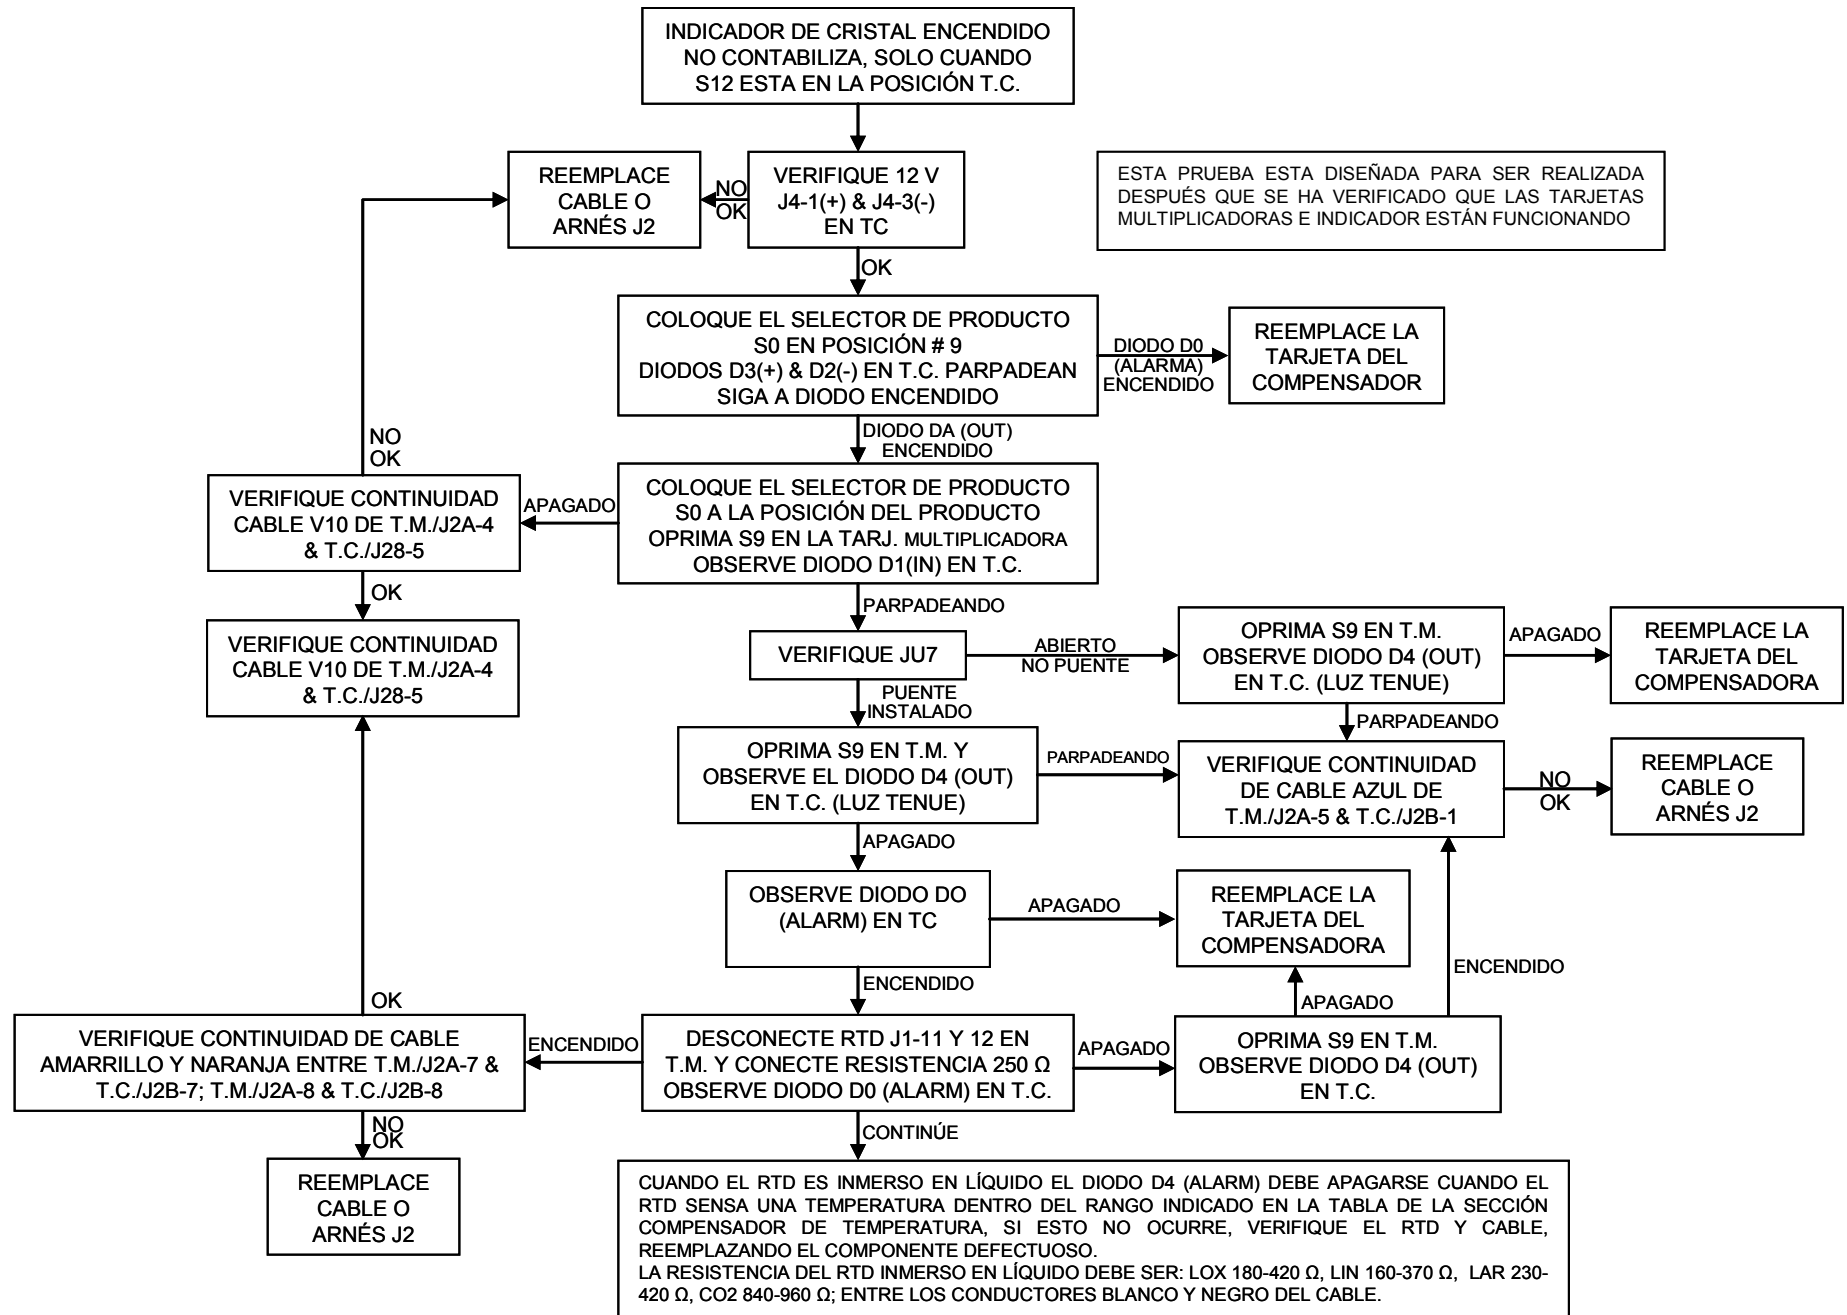 INDICADOR DE CRISTAL ENCENDIDO
NO CONTABILIZA, SOLO CUANDO
S12 ESTA EN LA POSICIÓN T.C.
REEMPLACE
CABLE O
ARNÉS J2
NO
OK
VERIFIQUE 12 V
J4-1(+) & J4-3(-)
EN TC
ESTA PRUEBA ESTA DISEÑADA PARA SER REALIZADA
DESPUÉS QUE SE HA VERIFICADO QUE LAS TARJETAS
MULTIPLICADORAS E INDICADOR ESTÁN FUNCIONANDO
OK
COLOQUE EL SELECTOR DE PRODUCTO
S0 EN POSICIÓN # 9
DIODOS D3(+) & D2(-) EN T.C. PARPADEAN
SIGA A DIODO ENCENDIDO
DIODO D0
(ALARMA)
ENCENDIDO
REEMPLACE LA
TARJETA DEL
COMPENSADOR
DIODO DA (OUT)
ENCENDIDO
NO
OK
VERIFIQUE CONTINUIDAD
CABLE V10 DE T.M./J2A-4
& T.C./J28-5
APAGADO
COLOQUE EL SELECTOR DE PRODUCTO
S0 A LA POSICIÓN DEL PRODUCTO
OPRIMA S9 EN LA TARJ. MULTIPLICADORA
OBSERVE DIODO D1(IN) EN T.C.
OK
PARPADEANDO
VERIFIQUE CONTINUIDAD
CABLE V10 DE T.M./J2A-4
& T.C./J28-5
VERIFIQUE JU7
ABIERTO
NO PUENTE
OPRIMA S9 EN T.M.
OBSERVE DIODO D4 (OUT)
EN T.C. (LUZ TENUE)
APAGADO
REEMPLACE LA
TARJETA DEL
COMPENSADORA
PUENTE
INSTALADO
PARPADEANDO
OPRIMA S9 EN T.M. Y
OBSERVE EL DIODO D4 (OUT)
EN T.C. (LUZ TENUE)
PARPADEANDO
VERIFIQUE CONTINUIDAD
DE CABLE AZUL DE
T.M./J2A-5 & T.C./J2B-1
NO
OK
REEMPLACE
CABLE O
ARNÉS J2
APAGADO
OBSERVE DIODO DO
(ALARM) EN TC
APAGADO
REEMPLACE LA
TARJETA DEL
COMPENSADORA
ENCENDIDO
ENCENDIDO
APAGADO
OK
VERIFIQUE CONTINUIDAD DE CABLE
AMARRILLO Y NARANJA ENTRE T.M./J2A-7 &
T.C./J2B-7; T.M./J2A-8 & T.C./J2B-8
ENCENDIDO
DESCONECTE RTD J1-11 Y 12 EN
T.M. Y CONECTE RESISTENCIA 250 Ω
OBSERVE DIODO D0 (ALARM) EN T.C.
APAGADO
OPRIMA S9 EN T.M.
OBSERVE DIODO D4 (OUT)
EN T.C.
NO
OK
CONTINÚE
REEMPLACE
CABLE O
ARNÉS J2
CUANDO EL RTD ES INMERSO EN LÍQUIDO EL DIODO D4 (ALARM) DEBE APAGARSE CUANDO EL
RTD SENSA UNA TEMPERATURA DENTRO DEL RANGO INDICADO EN LA TABLA DE LA SECCIÓN
COMPENSADOR DE TEMPERATURA, SI ESTO NO OCURRE, VERIFIQUE EL RTD Y CABLE,
REEMPLAZANDO EL COMPONENTE DEFECTUOSO.
LA RESISTENCIA DEL RTD INMERSO EN LÍQUIDO DEBE SER: LOX 180-420 Ω, LIN 160-370 Ω, LAR 230-
420 Ω, CO2 840-960 Ω; ENTRE LOS CONDUCTORES BLANCO Y NEGRO DEL CABLE.